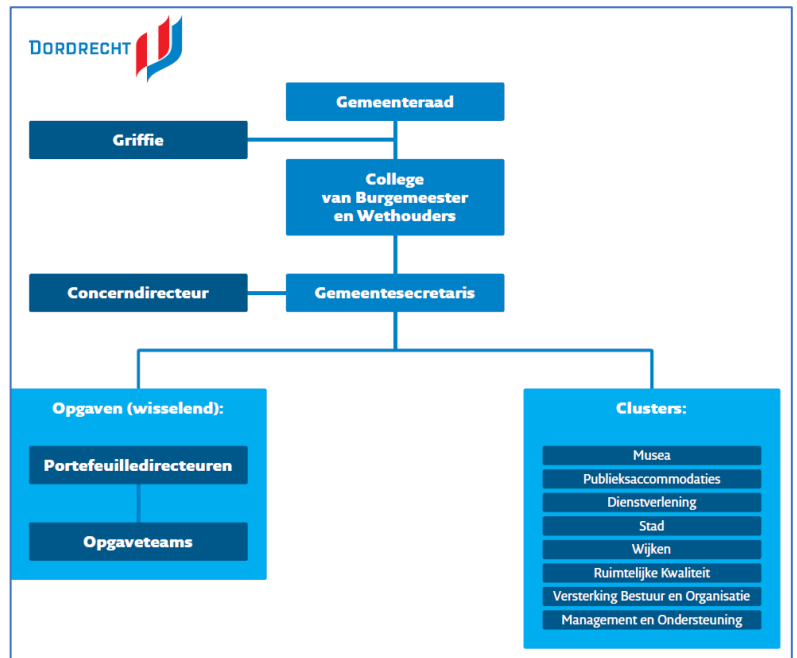 DORDRECHT
Gemeenteraad
Griffie
College
van Burgemeester
en Wethouders
Concerndirecteur
Gemeentesecretaris
Opgaven (wisselend):
Portefeuilledirecteuren
Opgaveteams
Clusters:
Musea
Publieksaccommodaties
Dienstverlening
Stad
Wijken
Ruimtelijke Kwaliteit
Versterking Bestuur en Organisatie
Management en Ondersteuning